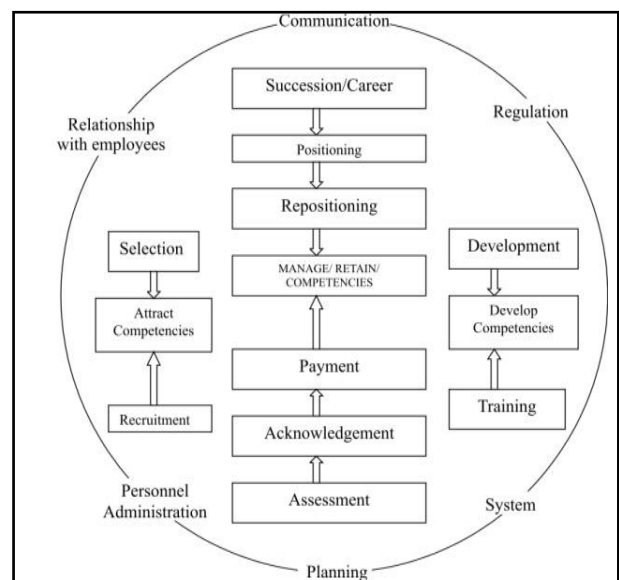 Communication
Succession/Career
Regulation
Relationship
with employees
Positioning
Repositioning
Selection
Development
MANAGE/ RETAIN/
COMPETENCIES
Attract
Competencies
Develop
Competencies
Payment
Training
Recruitment
Acknowledgement
Personnel
Administration
Assessment
System
Planning